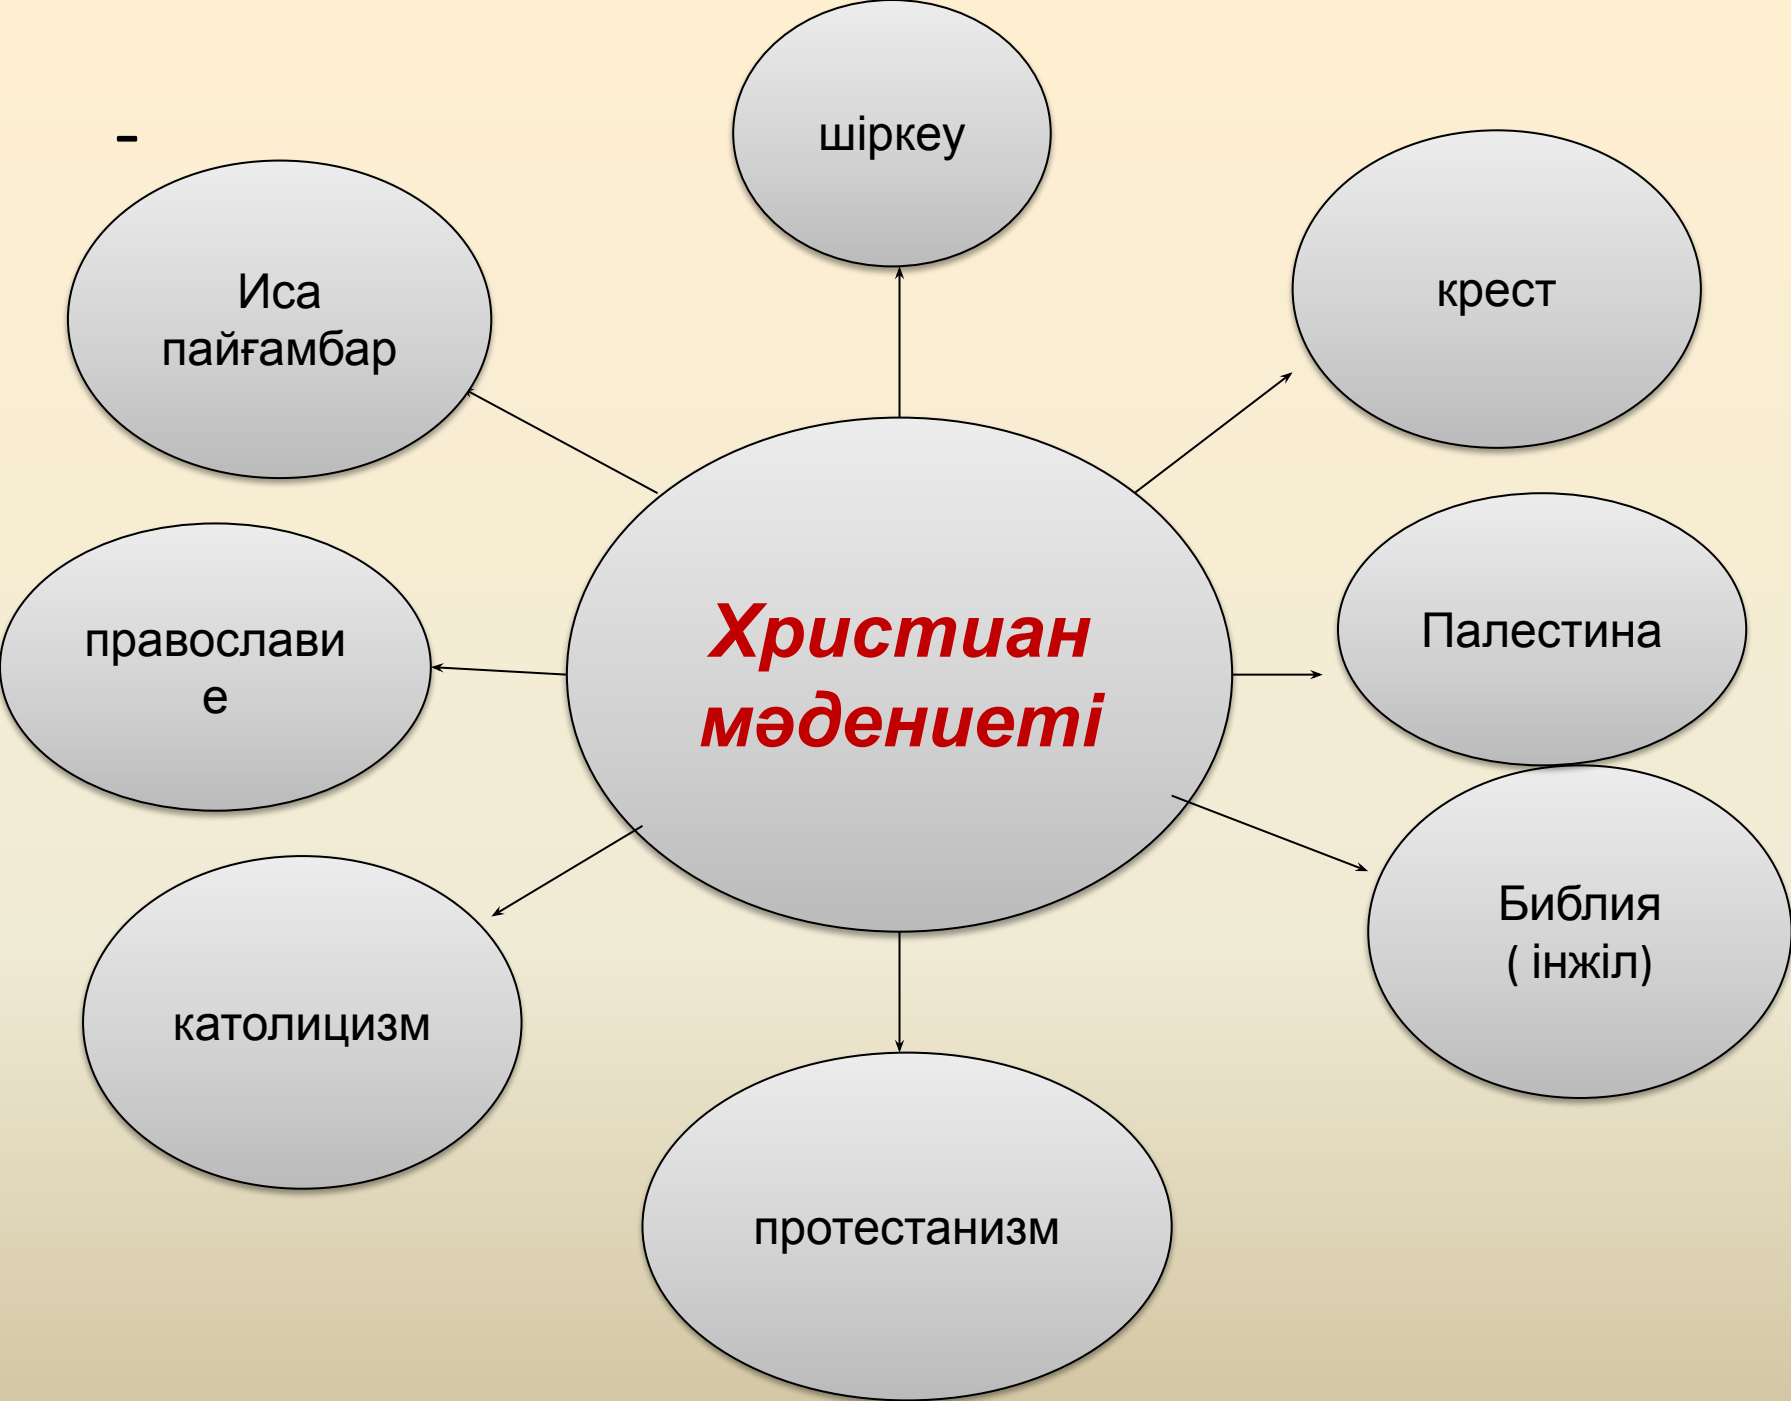 -
шіркеу
крест
Иса
пайғамбар
Христиан
мәдениеті
Палестина
православи
е
Библия
( інжіл)
католицизм
протестанизм